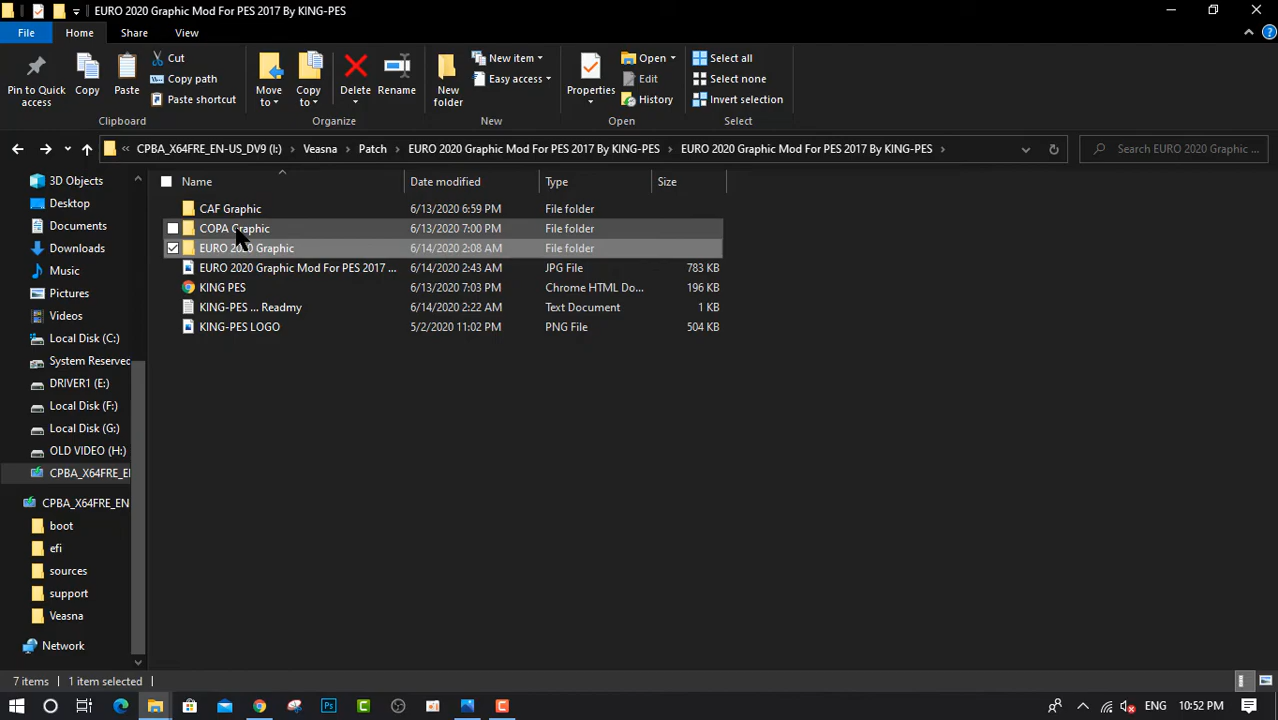 EURO 2020 Graphic Mod For PES 2017 By KING-PES
File Home Share View
Pin to Quick access
Copy
Paste
Cut
Copy path
Paste shortcut
Clipboard
Move to
Copy to
Delete
Rename
Organize
New folder
New item
Easy access
New
Properties
Open
Edit
History
Open
Select all
Select none
Invert selection
Select
« CPBA_X64FRE_EN-US_DV9 (I:) > Veasna > Patch > EURO 2020 Graphic Mod For PES 2017 By KING-PES > EURO 2020 Graphic Mod For PES 2017 By KING-PES >
Search EURO 2020 Graphic ...
3D Objects
Desktop
Documents
Downloads
Music
Pictures
Videos
Local Disk (C:)
System Reserved
DRIVER1 (E:)
Local Disk (F:)
Local Disk (G:)
OLD VIDEO (H:)
CPBA_X64FRE_EN
CPBA_X64FRE_EN
boot
efi
sources
support
Veasna
Network
Name Date modified Type Size
CAF Graphic 6/13/2020 6:59 PM File folder
COPA Graphic 6/13/2020 7:00 PM File folder
EURO 2020 Graphic 6/14/2020 2:08 AM File folder
EURO 2020 Graphic Mod For PES 2017 ... 6/14/2020 2:43 AM JPG File 783 KB
KING PES 6/13/2020 7:03 PM Chrome HTML Do... 196 KB
KING-PES ... Readmy 6/14/2020 2:22 AM Text Document 1 KB
KING-PES LOGO 5/2/2020 11:02 PM PNG File 504 KB
7 items 1 item selected
ENG 10:52 PM